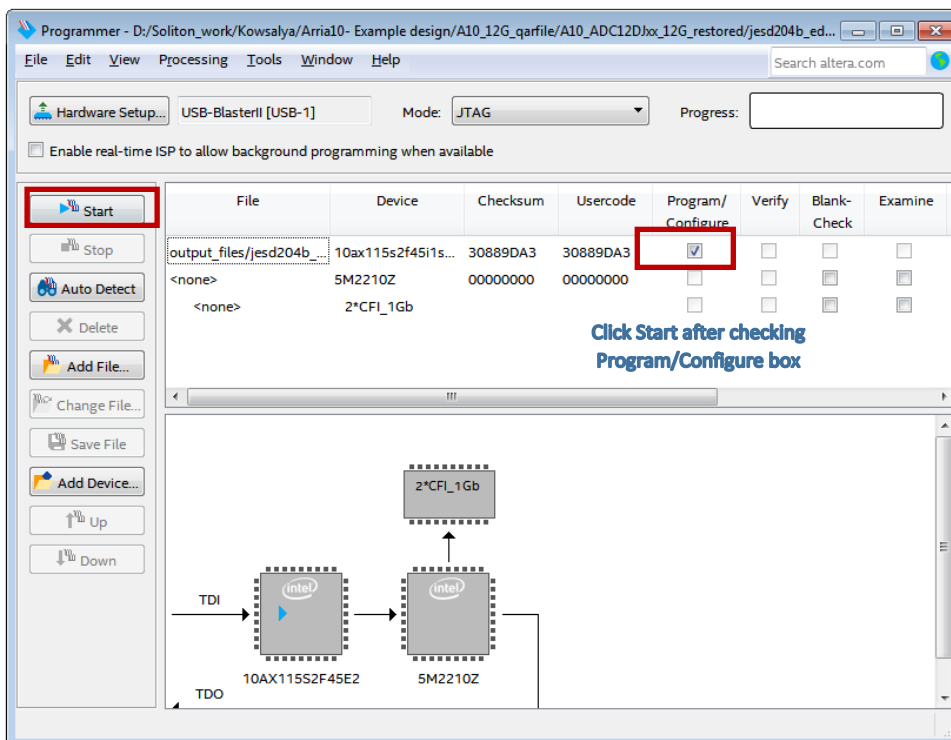 Programmer - D:/Soliton_work/Kowsalya/Arria10- Example design/A10_12G_qarfile/A10_ADC12DJxx_12G_restored/jesd204b_ed...
File Edit View Processing Tools Window Help
Search altera.com
Hardware Setup... USB-BlasterII [USB-1] Mode: JTAG Progress:
Enable real-time ISP to allow background programming when available
Start
Stop
Auto Detect
Delete
Add File...
Change File...
Save File
Add Device...
Up
Down
File Device Checksum Usercode Program/ Verify Blank- Examine
Configure Check
output_files/jesd204b_... 10ax115s2f45i1s... 30889DA3 30889DA3
<none> 5M2210Z 00000000 00000000
<none> 2*CFI_1Gb
Click Start after checking
Program/Configure box
2*CFI_1Gb
intel intel
TDI
10AX115S2F45E2 5M2210Z
TDO